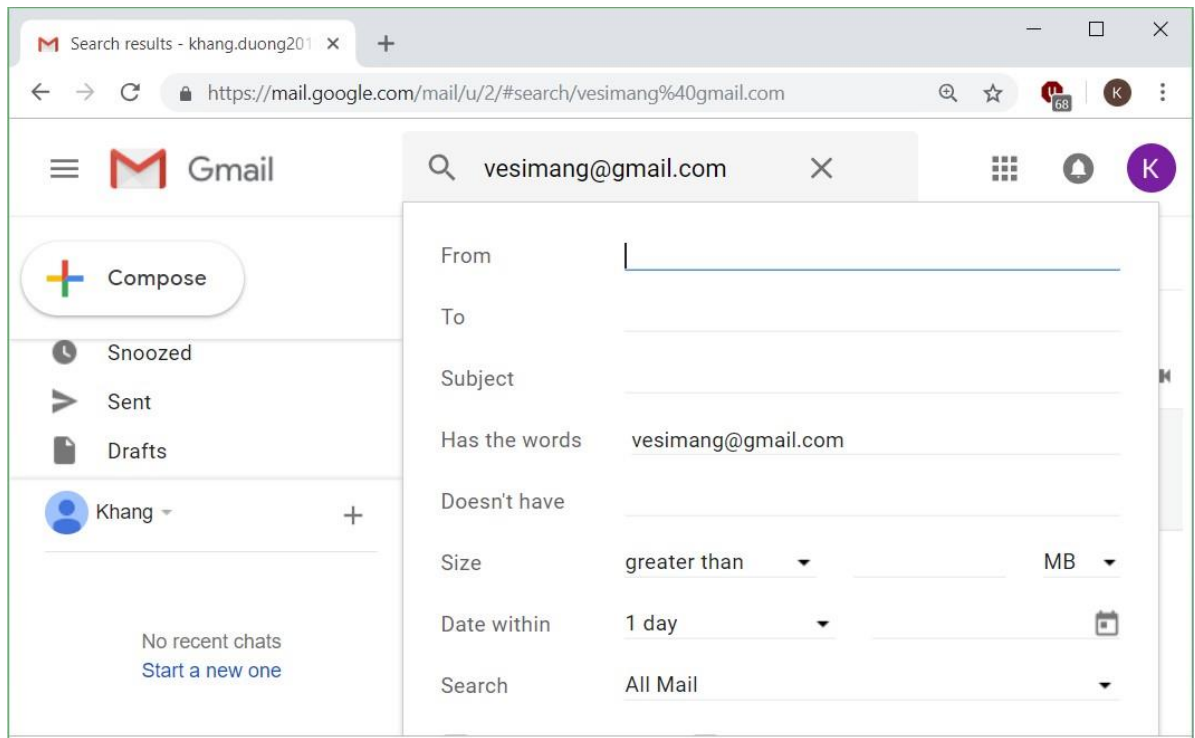 Search results - khang.duong201
https://mail.google.com/mail/u/2/#search/vesimang%40gmail.com
68
K
Gmail
vesimang@gmail.com
K
Compose
From
To
Snoozed
Subject
Sent
Has the words vesimang@gmail.com
Drafts
Doesn't have
Khang
Size greater than MB
Date within 1 day
No recent chats
Start a new one
Search All Mail